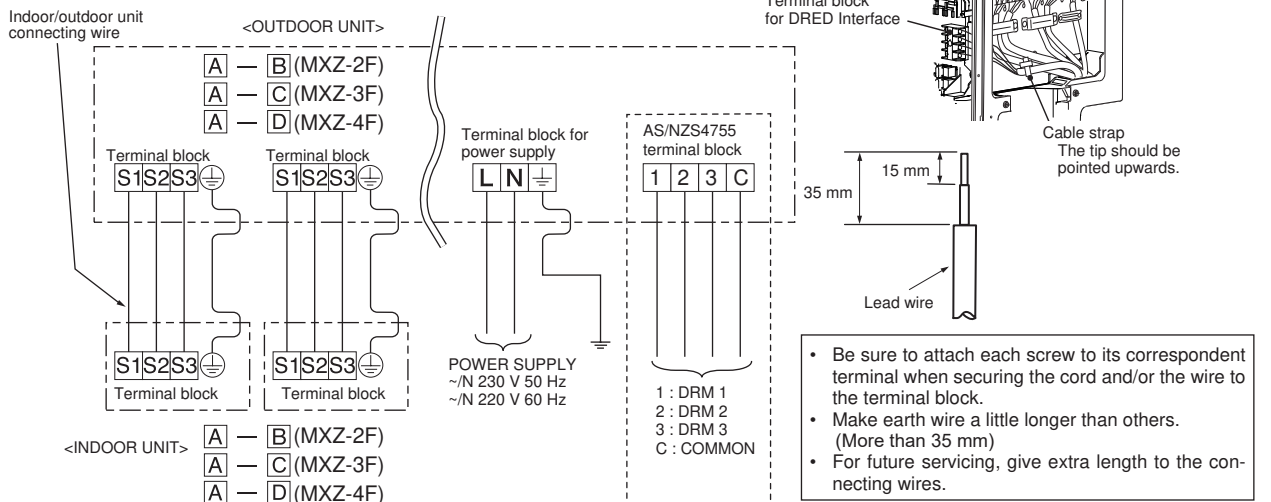 Indoor/outdoor unit
connecting wire
<OUTDOOR UNIT>
A — B (MXZ-2F)
A — C (MXZ-3F)
A — D (MXZ-4F)
Terminal block
S1 S2 S3
Terminal block
S1 S2 S3
Terminal block for
power supply
L N
AS/NZS4755
terminal block
1 2 3 C
S1 S2 S3
Terminal block
S1 S2 S3
Terminal block
POWER SUPPLY
~/N 230 V 50 Hz
~/N 220 V 60 Hz
1 : DRM 1
2 : DRM 2
3 : DRM 3
C : COMMON
<INDOOR UNIT>
A — B (MXZ-2F)
A — C (MXZ-3F)
A — D (MXZ-4F)
Terminal block
for DRED Interface
Cable strap
The tip should be
pointed upwards.
15 mm
35 mm
Lead wire
• Be sure to attach each screw to its correspondent
terminal when securing the cord and/or the wire to
the terminal block.
• Make earth wire a little longer than others.
(More than 35 mm)
• For future servicing, give extra length to the con-
necting wires.